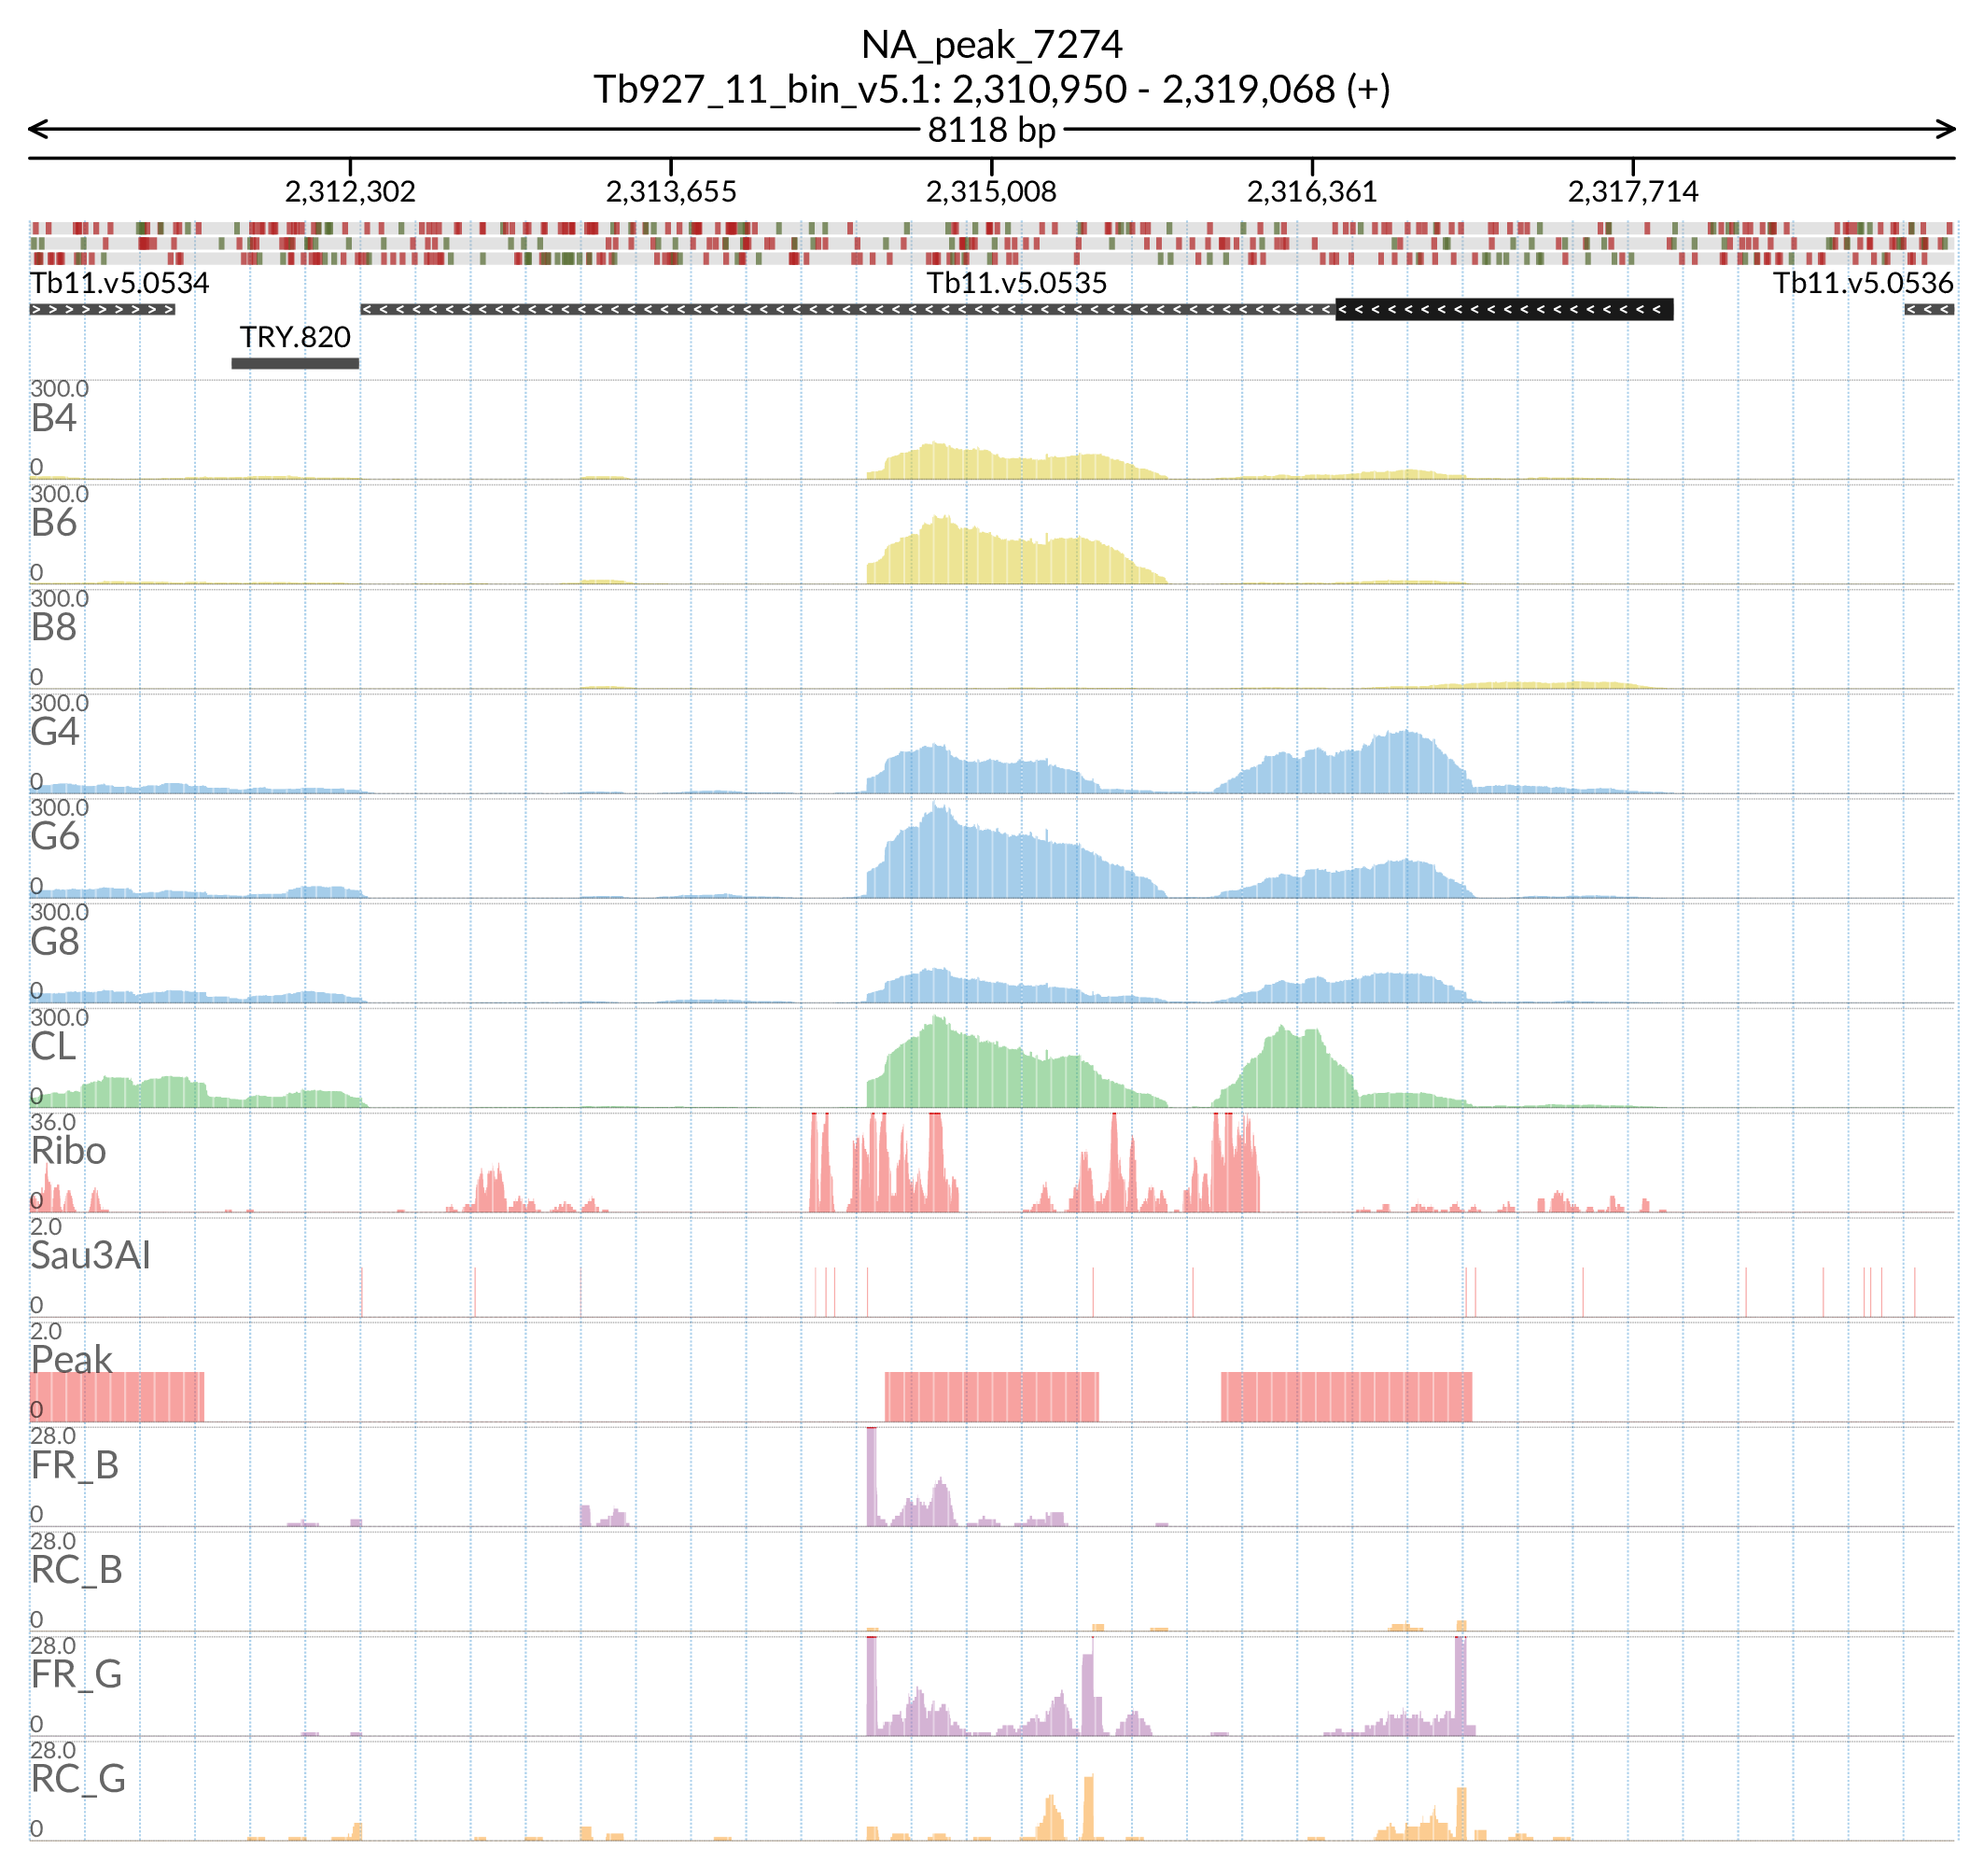 NA_peak_7274
Tb927_11_bin_v5.1: 2,310,950 - 2,319,068 (+)
8118 bp
2,312,302 2,313,655 2,315,008 2,316,361 2,317,714
Tb11.v5.0534 Tb11.v5.0535 Tb11.v5.0536
TRY.820
300.0
B4
0
300.0
B6
0
300.0
B8
0
300.0
G4
0
300.0
G6
0
300.0
G8
0
300.0
CL
0
36.0
Ribo
0
2.0
Sau3AI
0
2.0
Peak
0
28.0
FR_B
0
28.0
RC_B
0
28.0
FR_G
0
28.0
RC_G
0